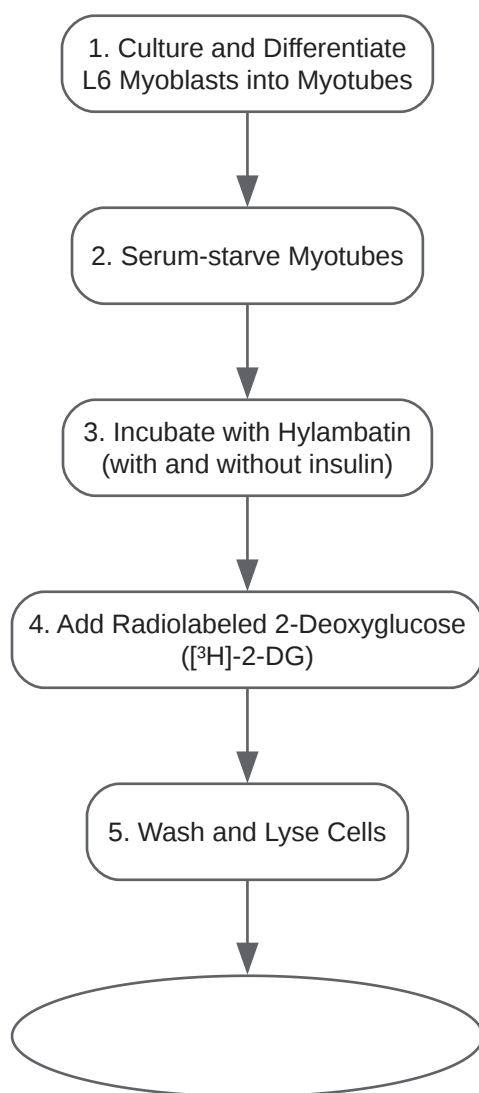 1. Culture and Differentiate
L6 Myoblasts into Myotubes
2. Serum-starve Myotubes
3. Incubate with Hylambatin
(with and without insulin)
4. Add Radiolabeled 2-Deoxyglucose
([³H]-2-DG)
5. Wash and Lyse Cells